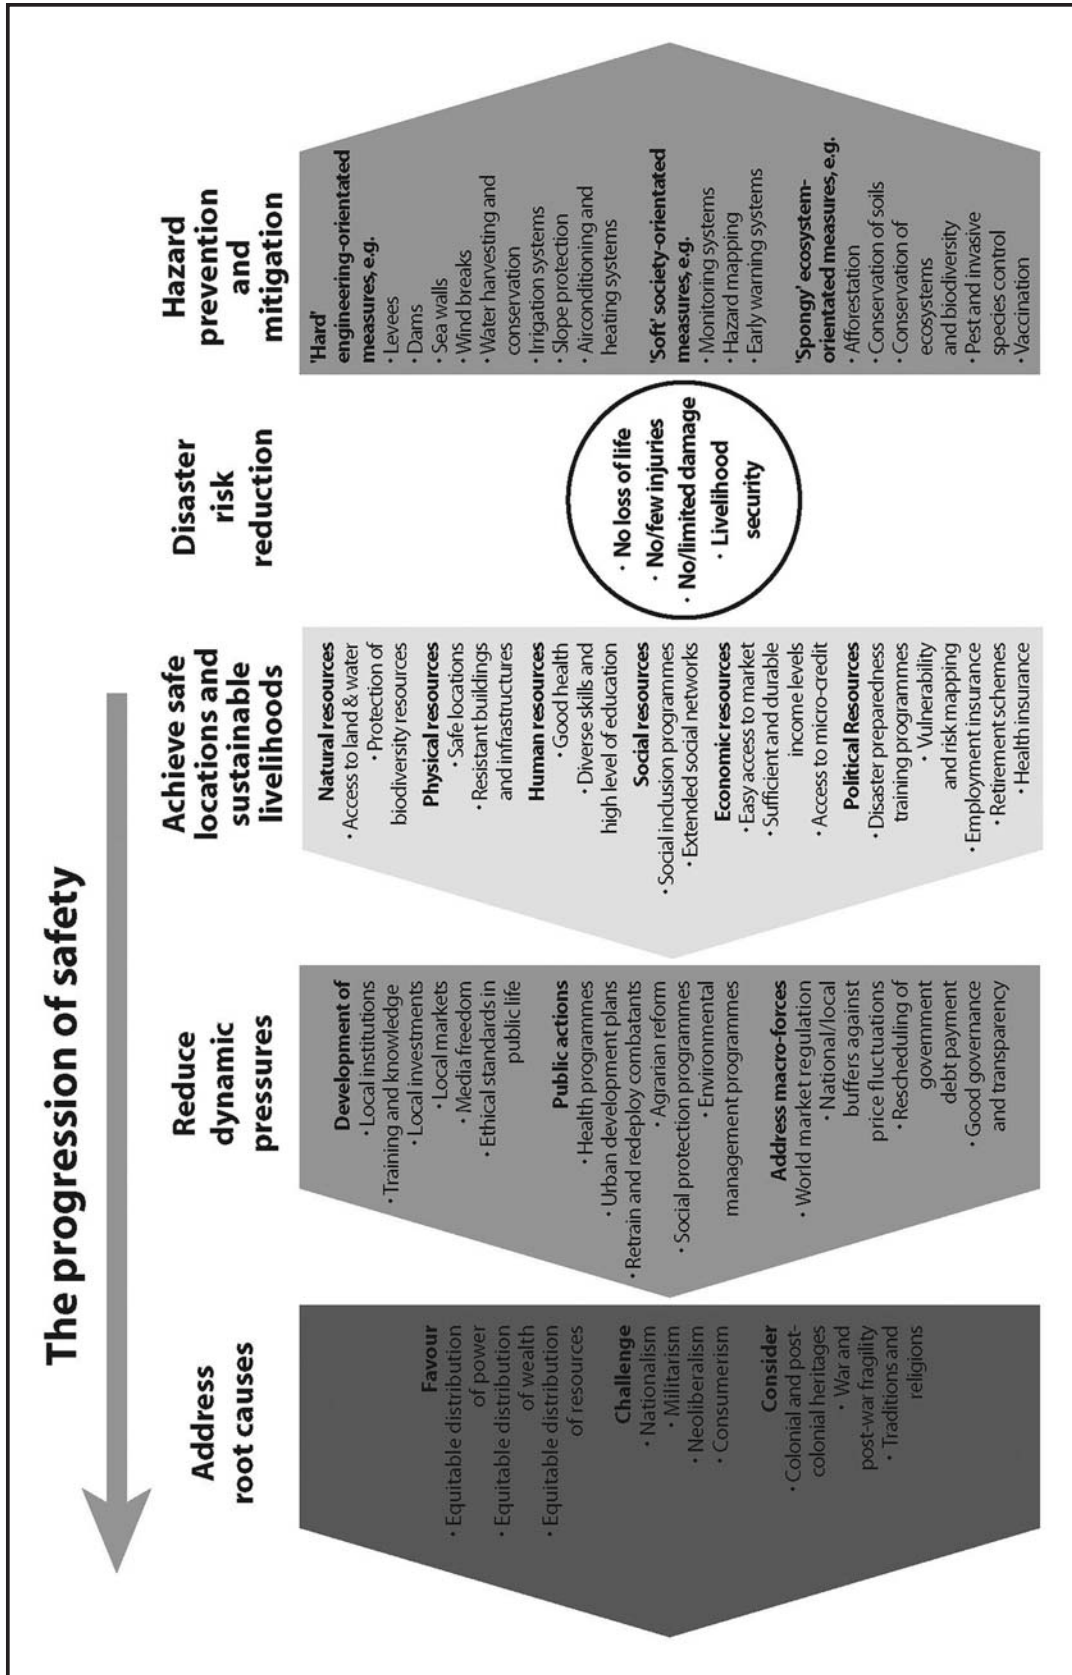 The progression of safety
Address
root causes
Favour
· Equitable distribution
of power
· Equitable distribution
of wealth
· Equitable distribution
of resources
Challenge
· Nationalism
· Militarism
· Neoliberalism
· Consumerism
Consider
· Colonial and post-
colonial heritages
· War and
post-war fragility
· Traditions and
religions
Reduce
dynamic
pressures
Development of
· Local institutions
· Training and knowledge
· Local investments
· Local markets
· Media freedom
· Ethical standards in
public life
Public actions
· Health programmes
· Urban development plans
· Retrain and redeploy combatants
· Agrarian reform
· Social protection programmes
· Environmental
management programmes
Address macro-forces
· World market regulation
· National/local
buffers against
price fluctuations
· Rescheduling of
government
debt payment
· Good governance
and transparency
Achieve safe
locations and
sustainable
livelihoods
Natural resources
· Access to land & water
· Protection of
biodiversity resources
Physical resources
· Safe locations
· Resistant buildings
and infrastructures
Human resources
· Good health
· Diverse skills and
high level of education
Social resources
· Social inclusion programmes
· Extended social networks
Economic resources
· Easy access to market
· Sufficient and durable
income levels
· Access to micro-credit
Political Resources
· Disaster preparedness
training programmes
· Vulnerability
and risk mapping
· Employment insurance
· Retirement schemes
· Health insurance
Disaster
risk
reduction
· No loss of life
· No/few injuries
· No/limited damage
· Livelihood
security
Hazard
prevention
and
mitigation
'Hard'
engineering-orientated
measures, e.g.
· Levees
· Dams
· Sea walls
· Wind breaks
· Water harvesting and
conservation
· Irrigation systems
· Slope protection
· Airconditioning and
heating systems
'Soft' society-orientated
measures, e.g.
· Monitoring systems
· Hazard mapping
· Early warning systems
'Spongy' ecosystem-
orientated measures, e.g.
· Afforestation
· Conservation of soils
· Conservation of
ecosystems
and biodiversity
· Pest and invasive
species control
· Vaccination